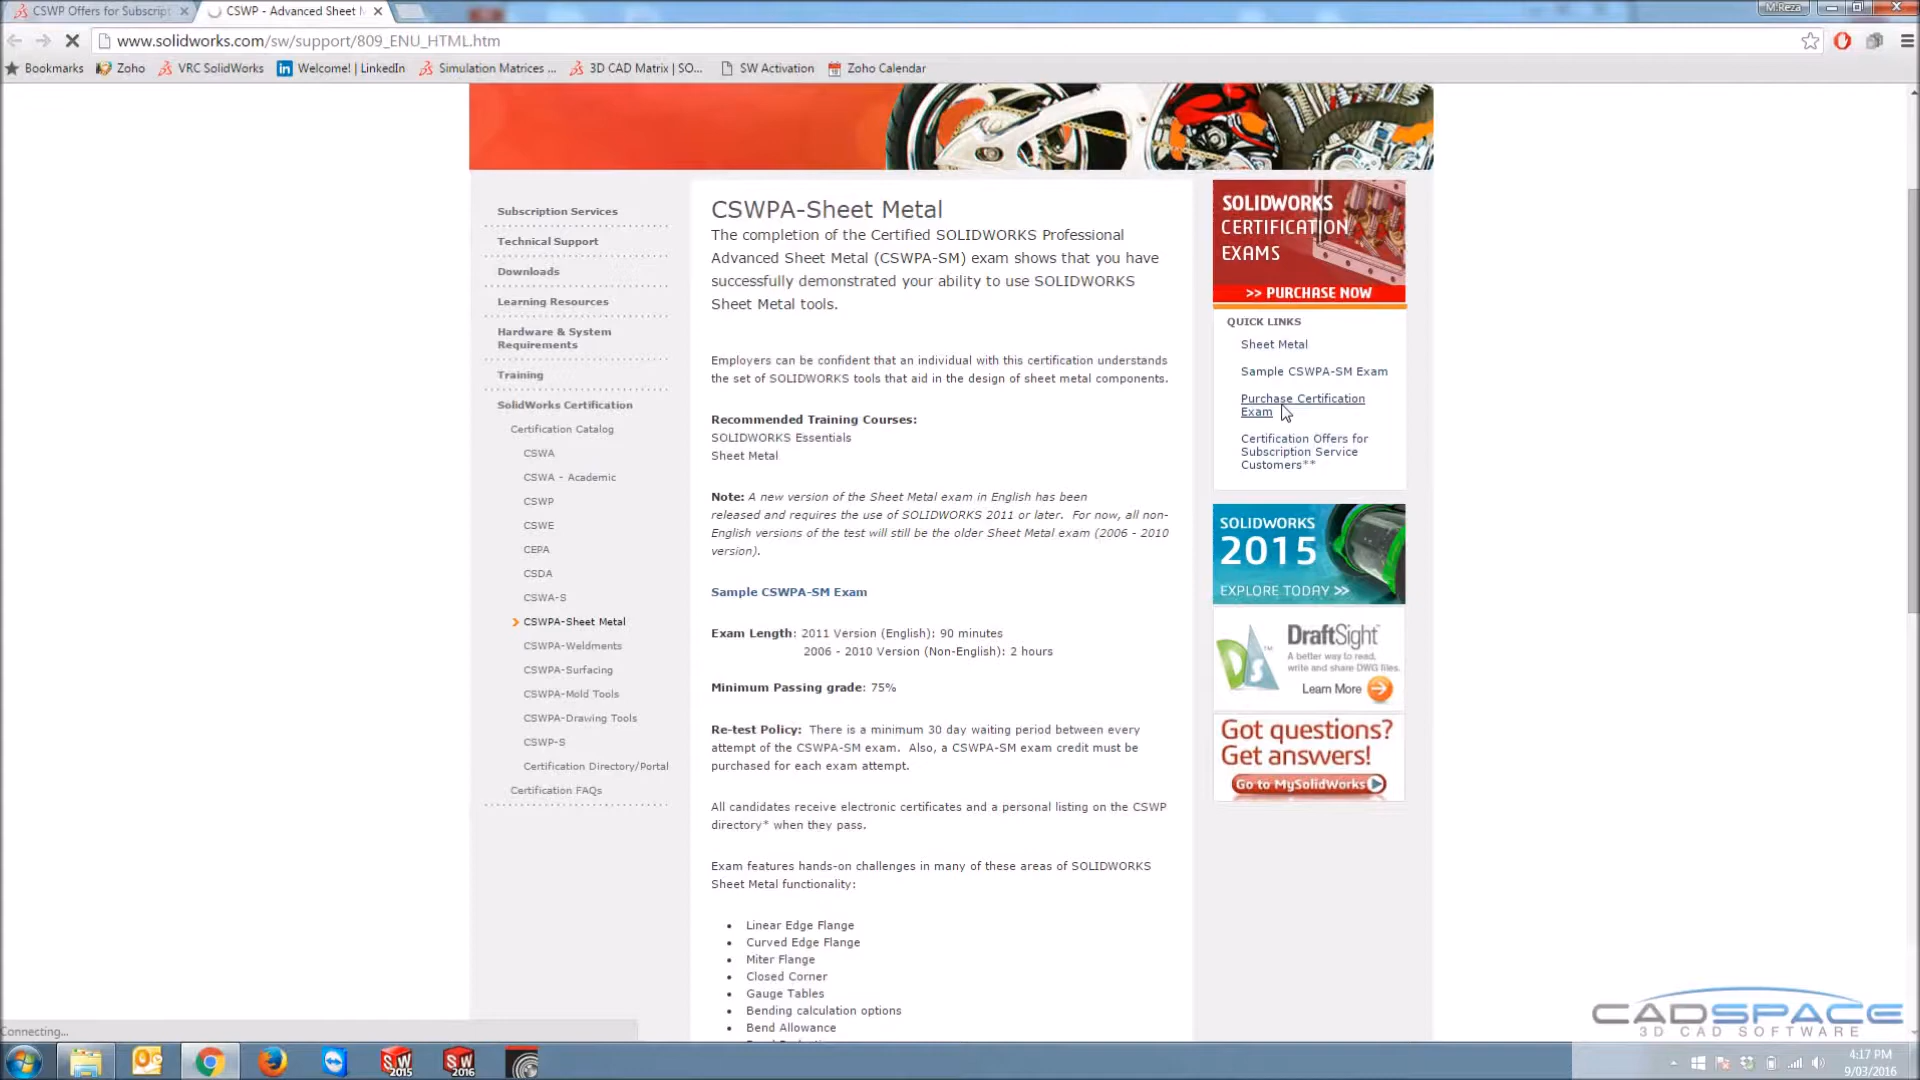 CSWP Offers for Subscript
CSWP - Advanced Sheet M
M.Reza
www.solidworks.com/sw/support/809_ENU_HTML.htm
Bookmarks
Zoho
VRC SolidWorks
Welcome! | LinkedIn
Simulation Matrices ...
3D CAD Matrix | SO...
SW Activation
Zoho Calendar
Subscription Services
Technical Support
Downloads
Learning Resources
Hardware & System
Requirements
Training
SolidWorks Certification
Certification Catalog
CSWA
CSWA - Academic
CSWP
CSWE
CEPA
CSDA
CSWA-S
CSWPA-Sheet Metal
CSWPA-Weldments
CSWPA-Surfacing
CSWPA-Mold Tools
CSWPA-Drawing Tools
CSWP-S
Certification Directory/Portal
Certification FAQs
CSWPA-Sheet Metal
The completion of the Certified SOLIDWORKS Professional
Advanced Sheet Metal (CSWPA-SM) exam shows that you have
successfully demonstrated your ability to use SOLIDWORKS
Sheet Metal tools.
Employers can be confident that an individual with this certification understands
the set of SOLIDWORKS tools that aid in the design of sheet metal components.
Recommended Training Courses:
SOLIDWORKS Essentials
Sheet Metal
Note: A new version of the Sheet Metal exam in English has been
released and requires the use of SOLIDWORKS 2011 or later. For now, all non-
English versions of the test will still be the older Sheet Metal exam (2006 - 2010
version).
Sample CSWPA-SM Exam
Exam Length: 2011 Version (English): 90 minutes
2006 - 2010 Version (Non-English): 2 hours
Minimum Passing grade: 75%
Re-test Policy: There is a minimum 30 day waiting period between every
attempt of the CSWPA-SM exam. Also, a CSWPA-SM exam credit must be
purchased for each exam attempt.
All candidates receive electronic certificates and a personal listing on the CSWP
directory* when they pass.
Exam features hands-on challenges in many of these areas of SOLIDWORKS
Sheet Metal functionality:
• Linear Edge Flange
• Curved Edge Flange
• Miter Flange
• Closed Corner
• Gauge Tables
• Bending calculation options
• Bend Allowance
SOLIDWORKS
CERTIFICATION
EXAMS
>> PURCHASE NOW
QUICK LINKS
Sheet Metal
Sample CSWPA-SM Exam
Purchase Certification
Exam
Certification Offers for
Subscription Service
Customers**
SOLIDWORKS
2015
EXPLORE TODAY >>
DS
DraftSight™
A better way to read,
write and share DWG files.
Learn More
Got questions?
Get answers!
Go to MySolidWorks
CADSPACE
3D CAD SOFTWARE
Connecting...
SW
2015
SW
2016
4:17 PM
9/03/2016